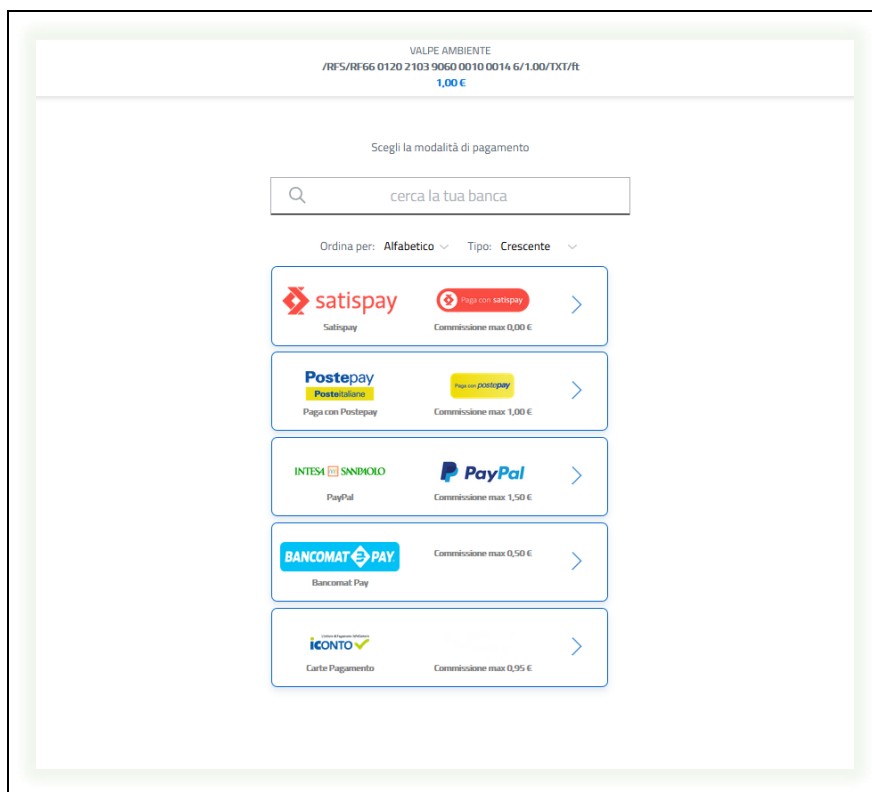 VALPE AMBIENTE
/RFS/RF66 0120 2103 9060 0010 0014 6/1.00/TXT/ft
1,00 €
Scegli la modalità di pagamento
cerca la tua banca
Ordina per: Alfabetico Tipo: Crescente
satispay Paga con satispay
Satispay Commissione max 0,00 €
Postepay
Posteitaliane Paga con postepay
Paga con Postepay Commissione max 1,00 €
INTESA SANPAOLO PayPal
PayPal Commissione max 1,50 €
BANCOMAT PAY Commissione max 0,50 €
Bancomat Pay
iCONTO
Carte Pagamento Commissione max 0,95 €